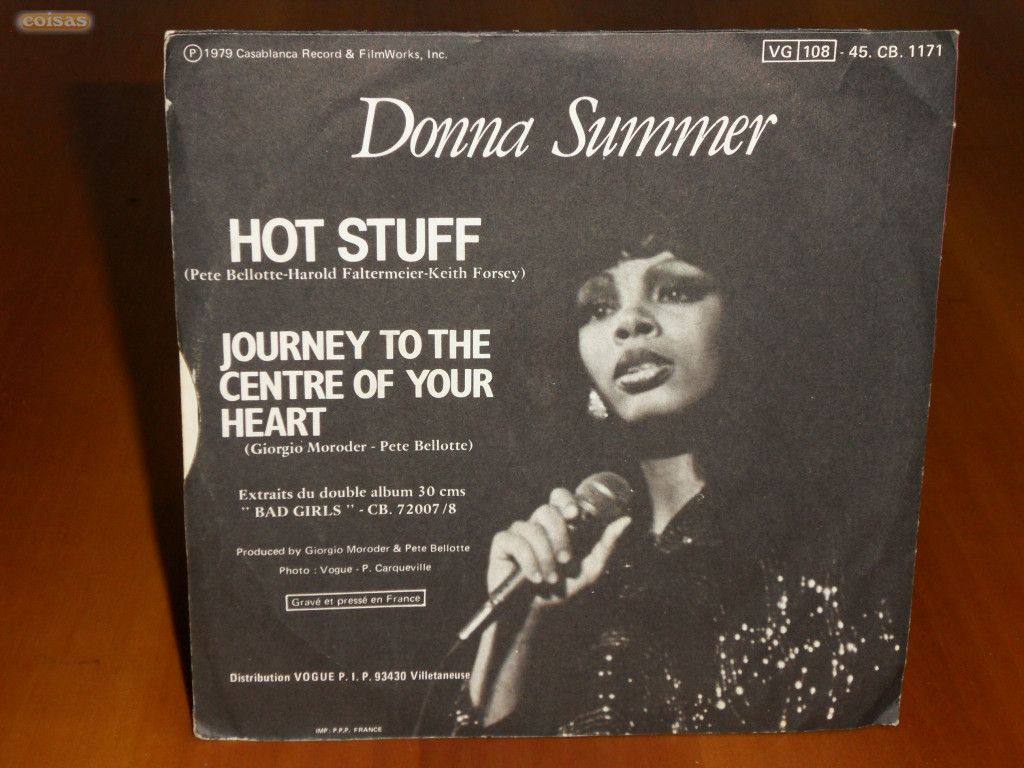 coisas
Ⓟ 1979 Casablanca Record & FilmWorks, Inc.
VG 108 - 45. CB. 1171
Donna Summer
HOT STUFF
(Pete Bellotte-Harold Faltermeier-Keith Forsey)
JOURNEY TO THE
CENTRE OF YOUR
HEART
(Giorgio Moroder - Pete Bellotte)
Extraits du double album 30 cms
" BAD GIRLS " - CB. 72007/8
Produced by Giorgio Moroder & Pete Bellotte
Photo : Vogue - P. Carqueville
Gravé et pressé en France
Distribution VOGUE P. I. P. 93430 Villetaneuse
IMP: P.P.P. FRANCE